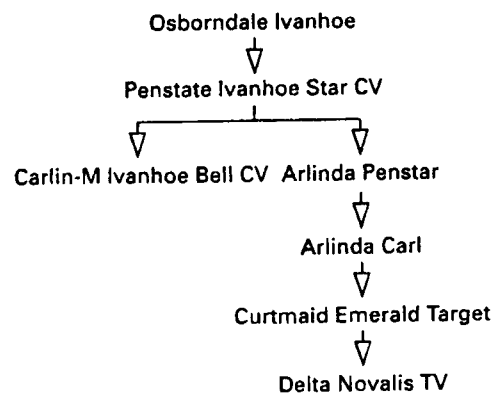 Osborndale Ivanhoe
Penstate Ivanhoe Star CV
Carlin-M Ivanhoe Bell CV Arlinda Penstar
Arlinda Carl
Curtmaid Emerald Target
Delta Novalis TV